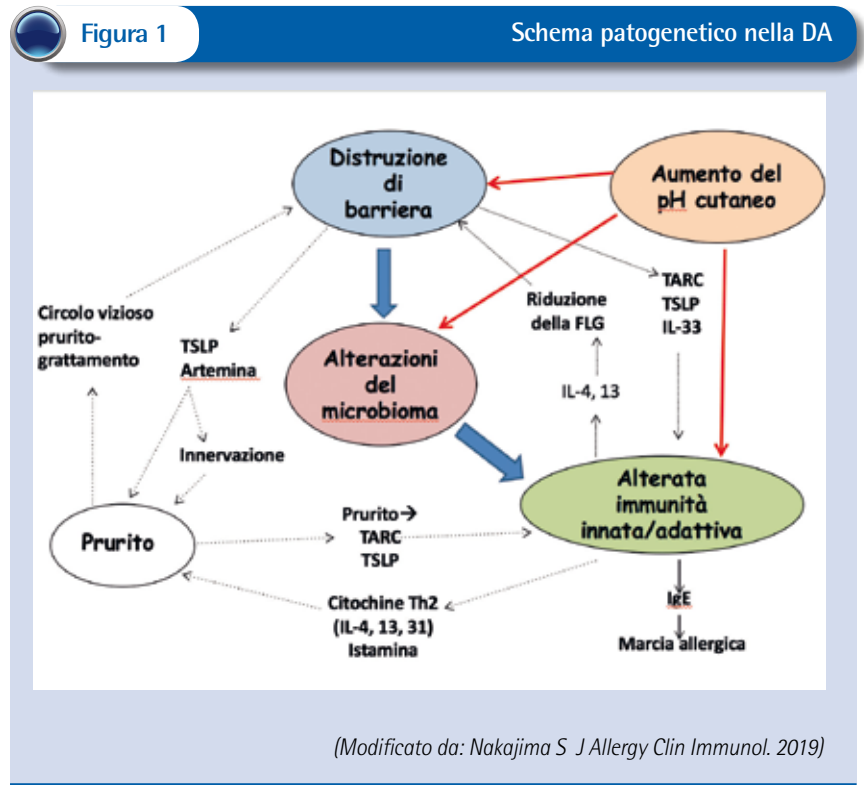 Figura 1
Schema patogenetico nella DA
Distruzione
di
barriera
Aumento del
pH cutaneo
TARC
TSLP
IL-33
Riduzione
della FLG
Circolo vizioso
prurito-
grattamento
TSLP
Artemina
Alterazioni
del
microbioma
IL-4, 13
Innervazione
Alterata
immunità
innata/adattiva
Prurito→
TARC
TSLP
Prurito
IgE
Citochine Th2
(IL-4, 13, 31)
Istamina
Marcia allergica
(Modificato da: Nakajima S J Allergy Clin Immunol. 2019)